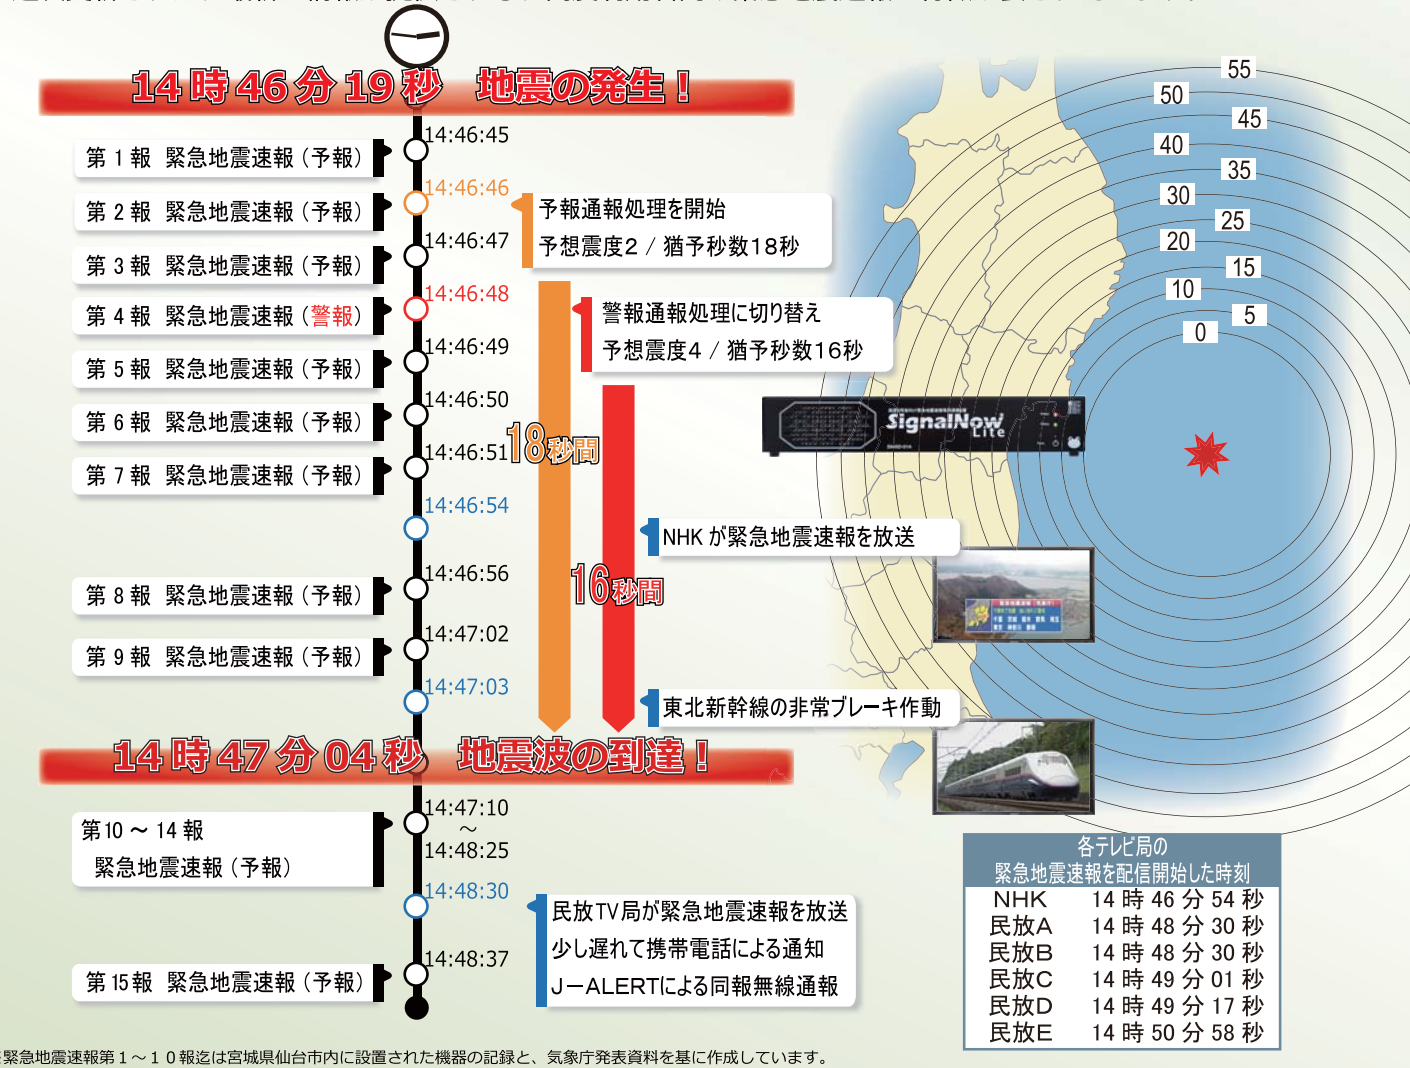 14時46分19秒　地震の発生！
14:46:45
第１報 緊急地震速報（予報）
14:46:46
第２報 緊急地震速報（予報）
予報通報処理を開始
予想震度2 / 猶予秒数18秒
14:46:47
第３報 緊急地震速報（予報）
14:46:48
第４報 緊急地震速報（警報）
警報通報処理に切り替え
予想震度4 / 猶予秒数16秒
14:46:49
第５報 緊急地震速報（予報）
14:46:50
第６報 緊急地震速報（予報）
14:46:51
第７報 緊急地震速報（予報）
18秒間
14:46:54
NHK が緊急地震速報を放送
14:46:56
第８報 緊急地震速報（予報）
16秒間
14:47:02
第９報 緊急地震速報（予報）
14:47:03
東北新幹線の非常ブレーキ作動
14時47分04秒　地震波の到達！
14:47:10
～
14:48:25
第10～14報
緊急地震速報（予報）
14:48:30
民放TV局が緊急地震速報を放送
少し遅れて携帯電話による通知
J－ALERTによる同報無線通報
14:48:37
第15報 緊急地震速報（予報）
55
50
45
40
35
30
25
20
15
10
5
0
SignalNow
Lite
各テレビ局の
緊急地震速報を配信開始した時刻
NHK 14時46分54秒
民放A 14時48分30秒
民放B 14時48分30秒
民放C 14時49分01秒
民放D 14時49分17秒
民放E 14時50分58秒
緊急地震速報第１～１０報迄は宮城県仙台市内に設置された機器の記録と、気象庁発表資料を基に作成しています。